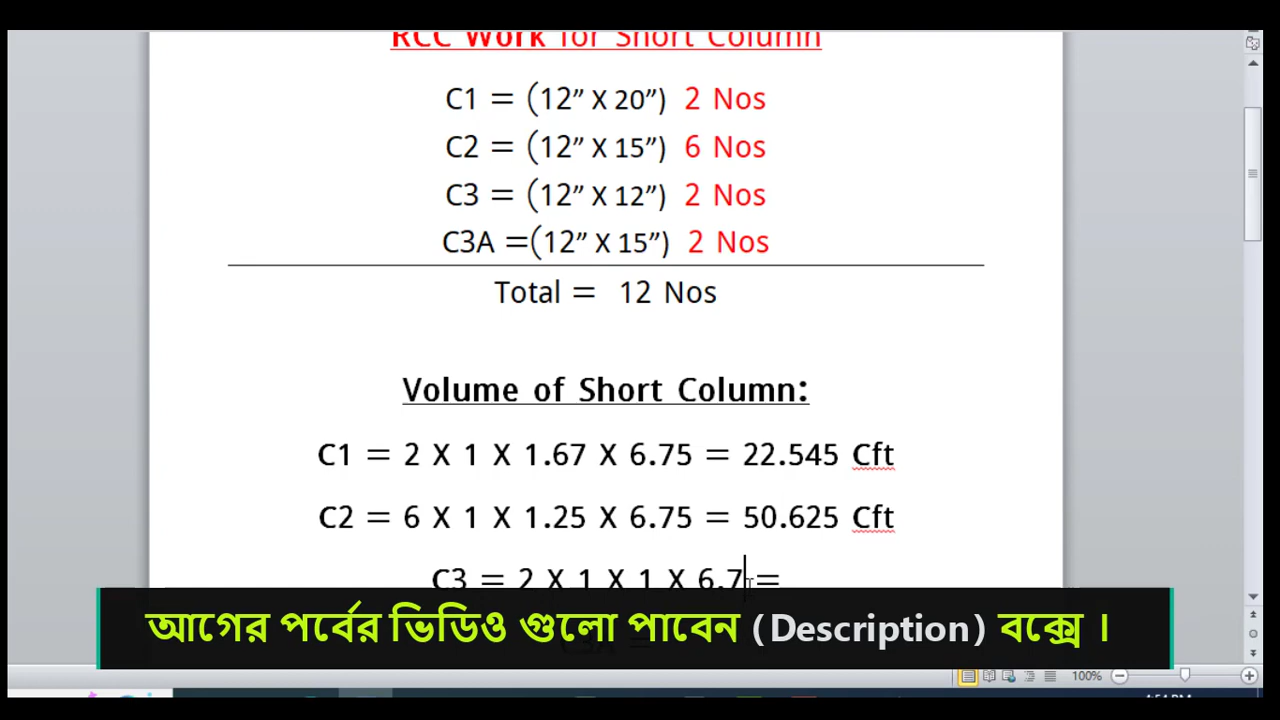 RCC Work for Short Column
C1 = (12” X 20”) 2 Nos
C2 = (12” X 15”) 6 Nos
C3 = (12” X 12”) 2 Nos
C3A =(12” X 15”) 2 Nos
Total = 12 Nos
Volume of Short Column:
C1 = 2 X 1 X 1.67 X 6.75 = 22.545 Cft
C2 = 6 X 1 X 1.25 X 6.75 = 50.625 Cft
C3 = 2 X 1 X 1 X 6.7 =
আগের পর্বের ভিডিও গুলো পাবেন (Description) বক্সে ।
100%